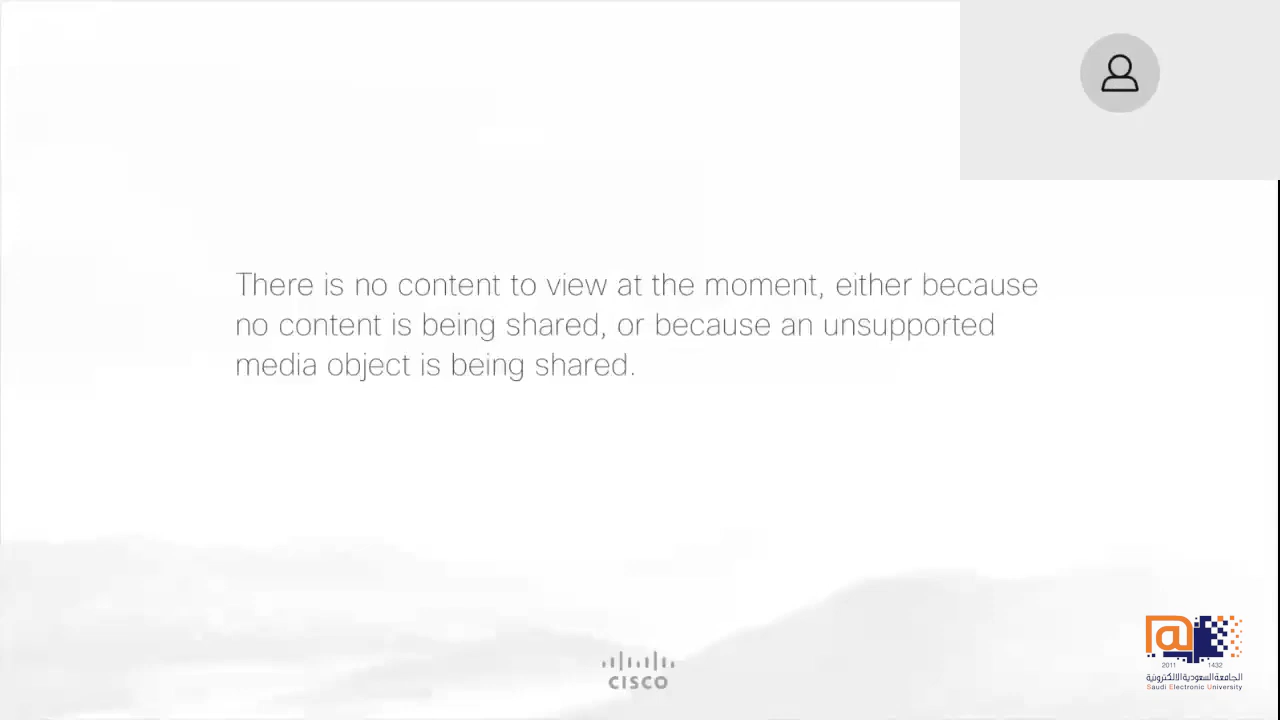 There is no content to view at the moment, either because
no content is being shared, or because an unsupported
media object is being shared.
CISCO
2011 1432
الجامعة السعودية الالكترونية
Saudi Electronic University